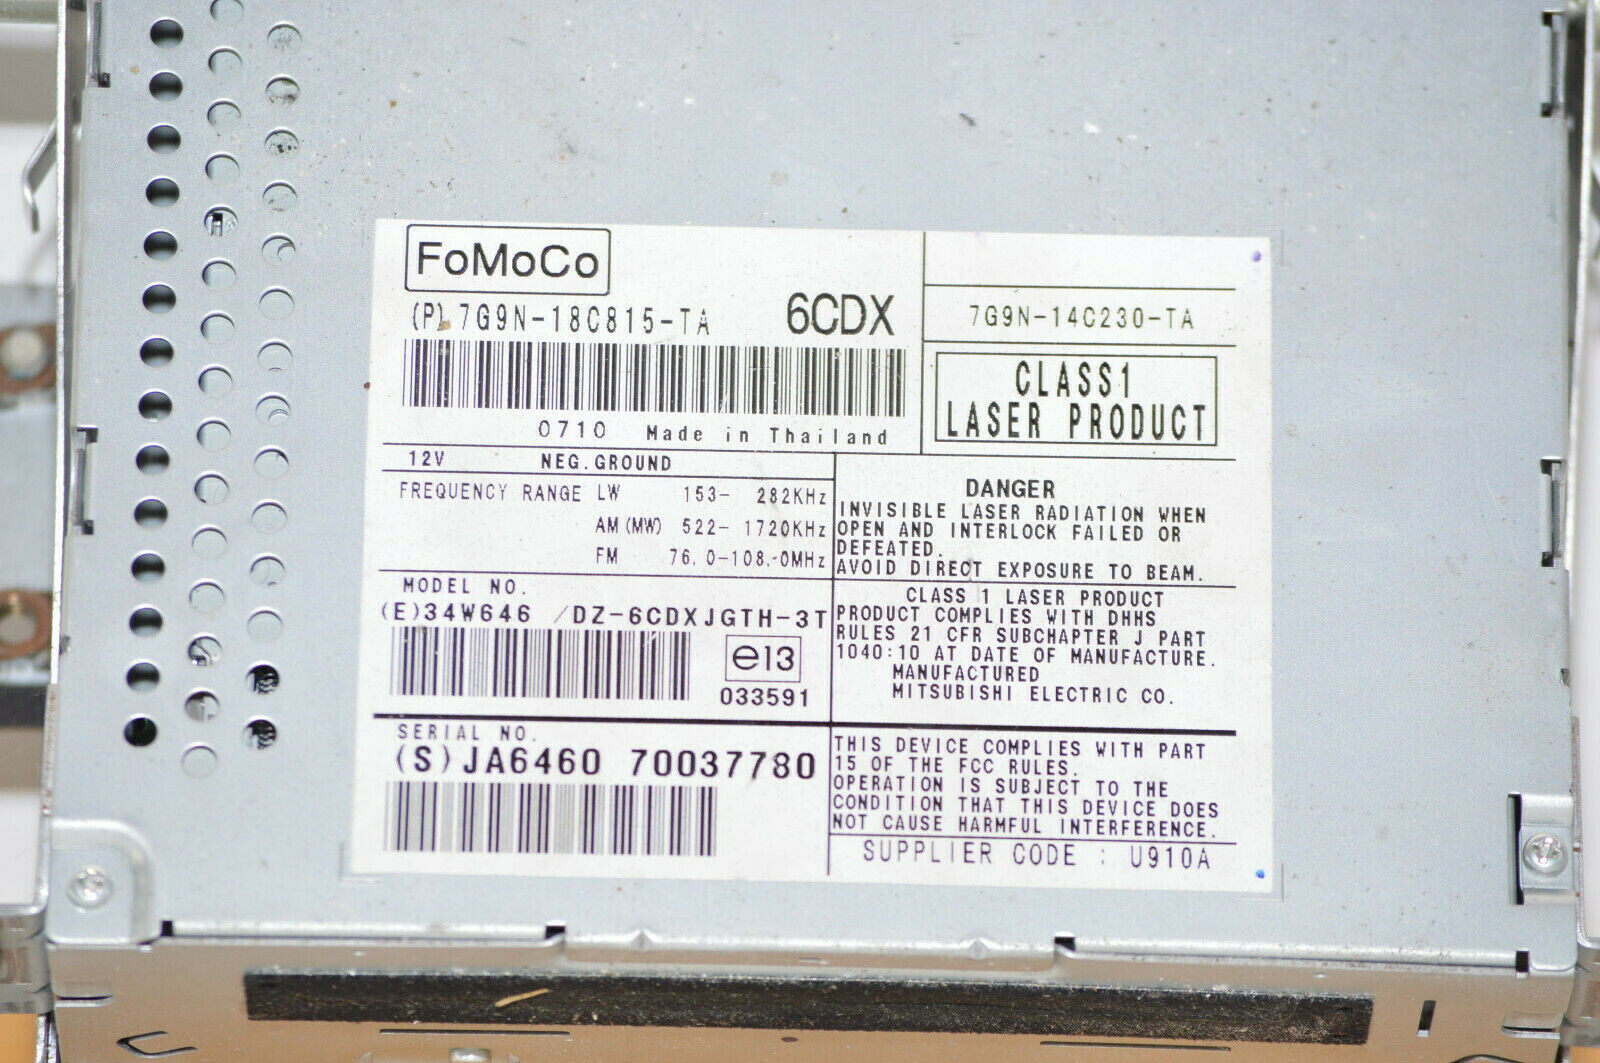 FoMoCo
(P) 7G9N-18C815-TA 6CDX
0710 Made in Thailand
7G9N-14C230-TA
CLASS1
LASER PRODUCT
12V NEG.GROUND
FREQUENCY RANGE LW 153- 282KHz
AM(MW) 522- 1720KHz
FM 76.0-108.0MHz
DANGER
INVISIBLE LASER RADIATION WHEN
OPEN AND INTERLOCK FAILED OR
DEFEATED.
AVOID DIRECT EXPOSURE TO BEAM.
MODEL NO.
(E)34W646 /DZ-6CDXJGTH-3T
e13
033591
CLASS 1 LASER PRODUCT
PRODUCT COMPLIES WITH DHHS
RULES 21 CFR SUBCHAPTER J PART
1040:10 AT DATE OF MANUFACTURE.
MANUFACTURED
MITSUBISHI ELECTRIC CO.
SERIAL NO.
(S)JA6460 70037780
THIS DEVICE COMPLIES WITH PART
15 OF THE FCC RULES.
OPERATION IS SUBJECT TO THE
CONDITION THAT THIS DEVICE DOES
NOT CAUSE HARMFUL INTERFERENCE.
SUPPLIER CODE : U910A